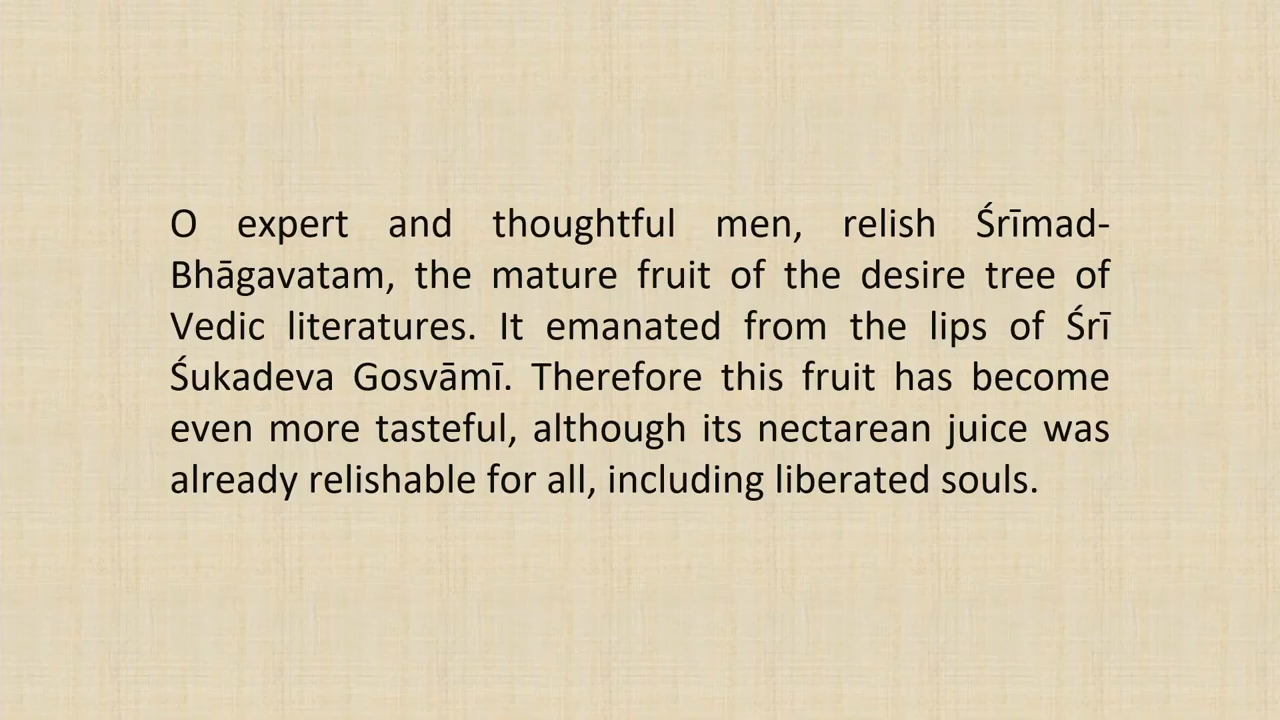 O expert and thoughtful men, relish Śrīmad-
Bhāgavatam, the mature fruit of the desire tree of
Vedic literatures. It emanated from the lips of Śrī
Śukadeva Gosvāmī. Therefore this fruit has become
even more tasteful, although its nectarean juice was
already relishable for all, including liberated souls.